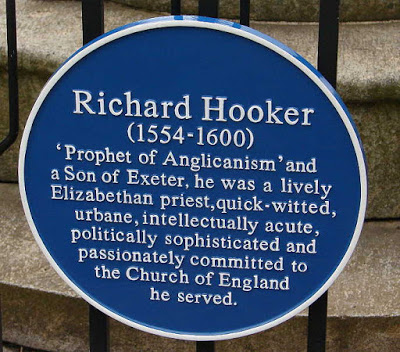 Richard Hooker
(1554-1600)
'Prophet of Anglicanism' and
a Son of Exeter, he was a lively
Elizabethan priest, quick-witted,
urbane, intellectually acute,
politically sophisticated and
passionately committed to
the Church of England
he served.